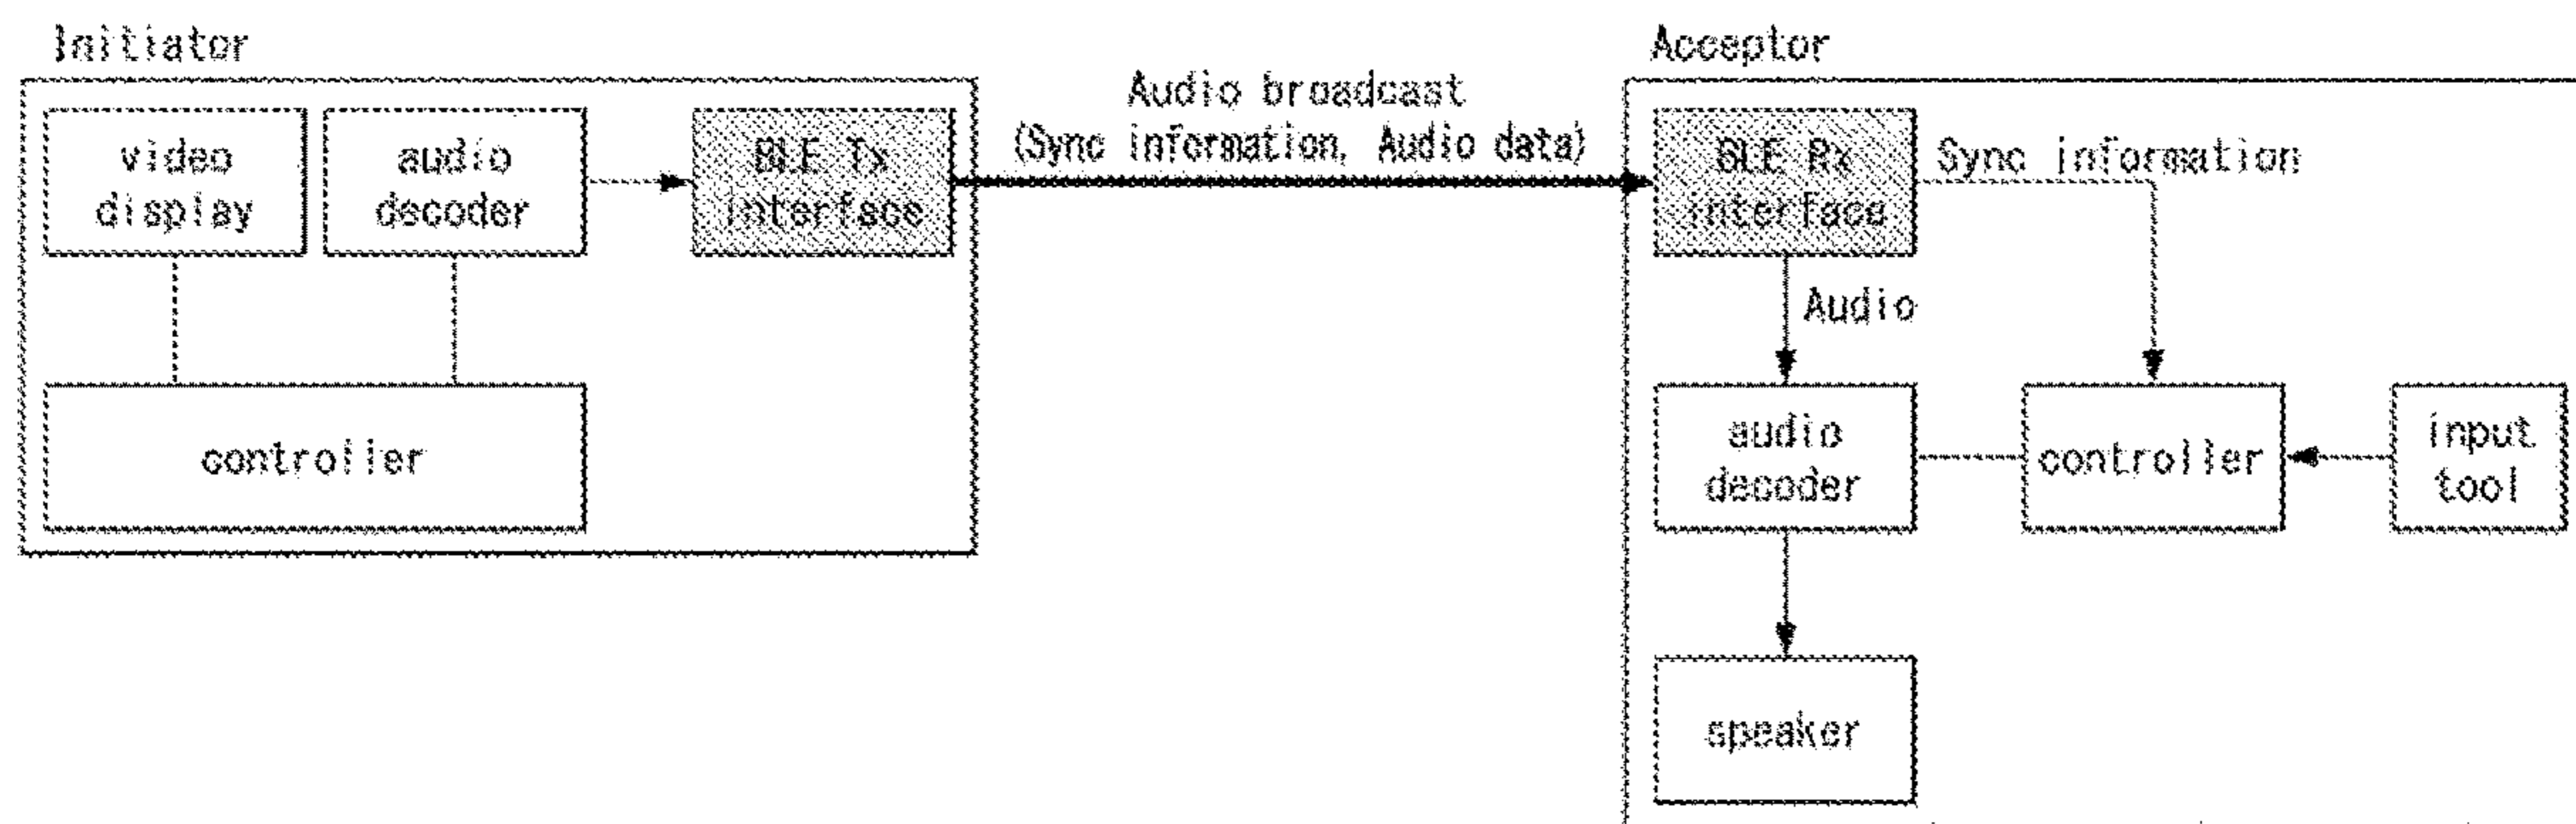 Initiator
video
display
audio
decoder
BLE Tx
interface
controller
Audio broadcast
(Sync information, Audio data)
Acceptor
BLE Rx
interface
Sync information
Audio
audio
decoder
controller
input
tool
speaker